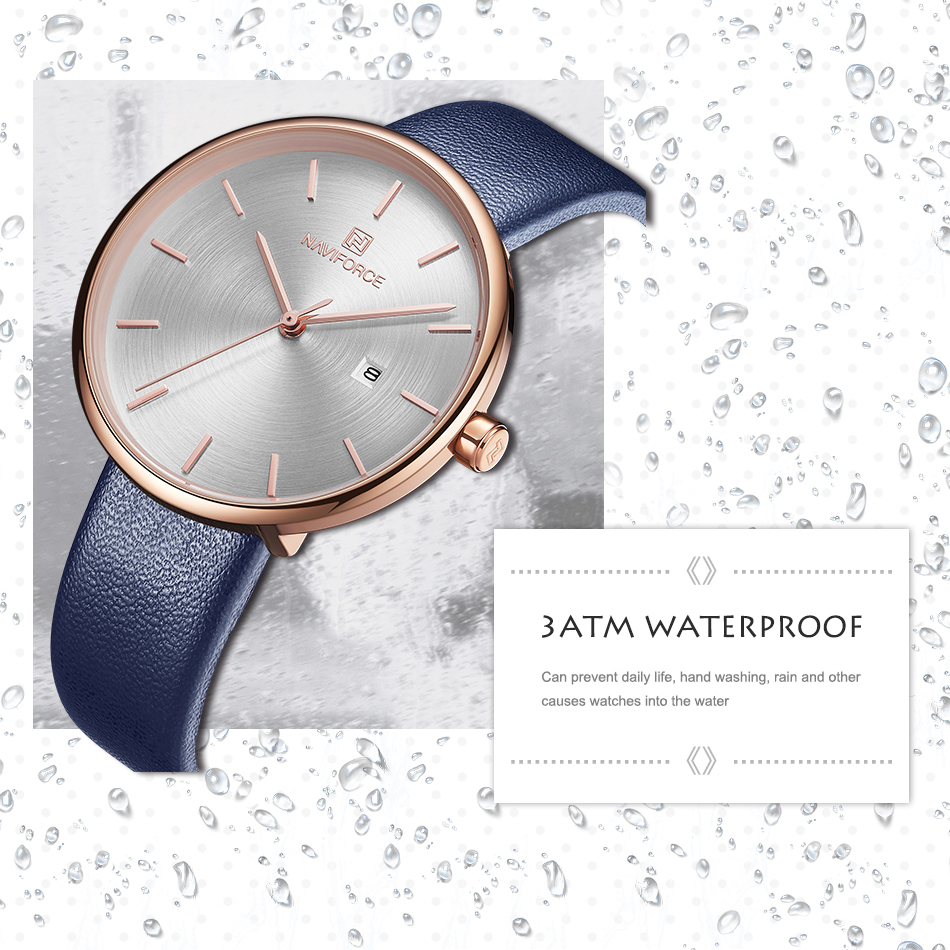 NAVIFORCE
8
3ATM WATERPROOF
Can prevent daily life, hand washing, rain and other
causes watches into the water